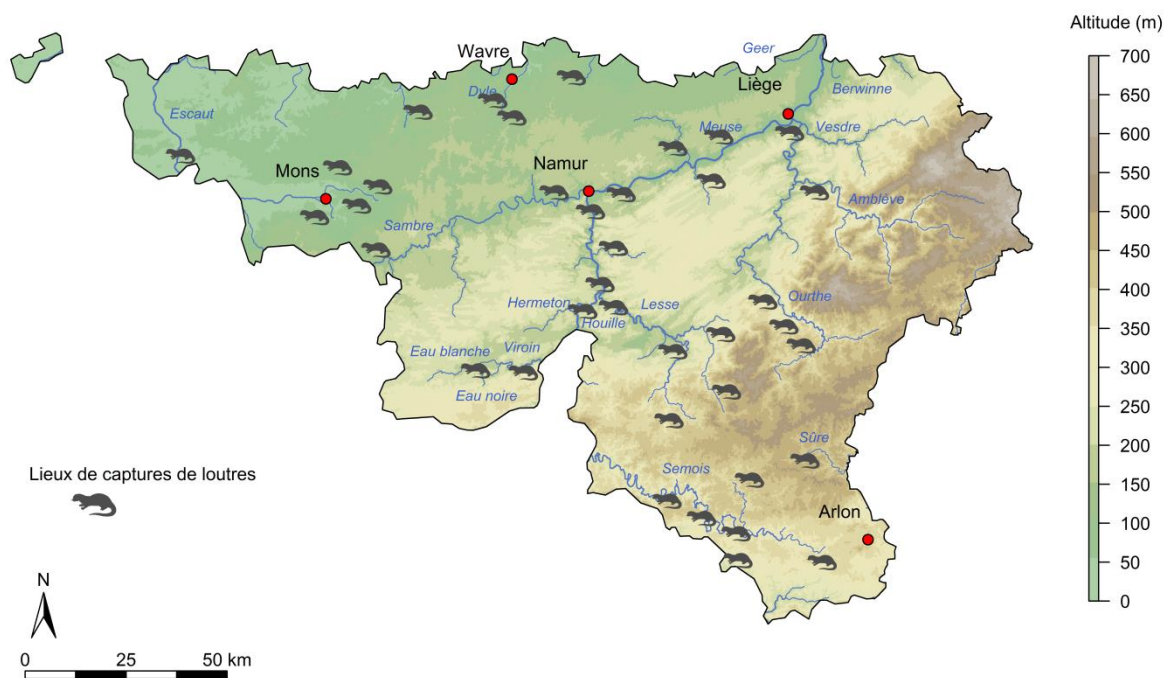 Altitude (m)
700
650
600
550
500
450
400
350
300
250
200
150
100
50
0
Wavre
Geer
Dyle
Liège
Berwinne
Escaut
Meuse
Vesdre
Mons
Namur
Amblève
Sambre
Hermeton
Lesse
Ourthe
Houille
Eau blanche
Viroin
Eau noire
Sûre
Semois
Lieux de captures de loutres
Arlon
N
0 25 50 km